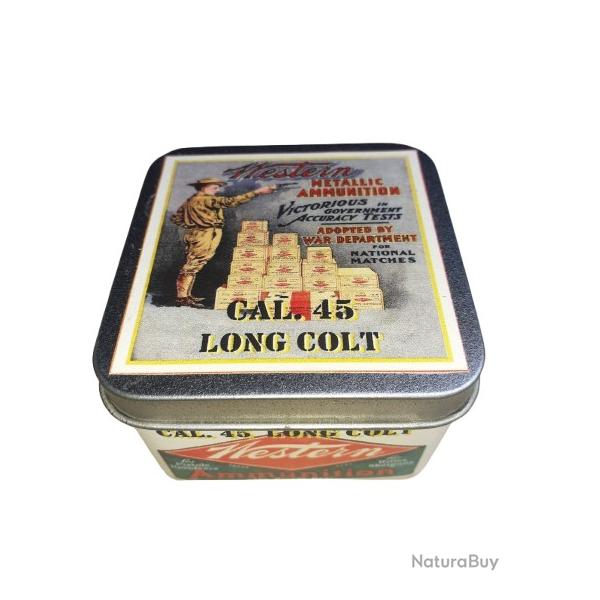 Western
METALLIC
AMMUNITION
VICTORIOUS IN
GOVERNMENT
ACCURACY TESTS
ADOPTED BY
WAR DEPARTMENT
FOR
NATIONAL
MATCHES
CAL. 45
LONG COLT
CAL. 45 LONG COLT
Western
Ammunition
NaturaBuy